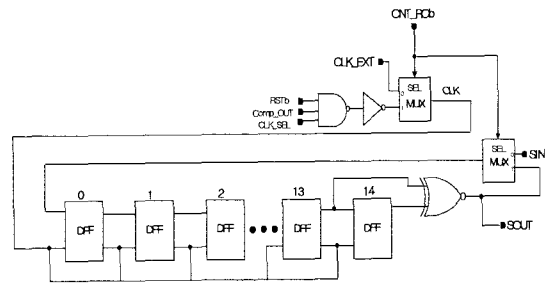 CNT_RCb
CLK_EXT
SEL
CLK
0
MUX
1
RSTb
Comp_OUT
CLK_SEL
SEL
SIN
MUX
0
1
2
13
14
DFF
DFF
DFF
DFF
DFF
SOUT